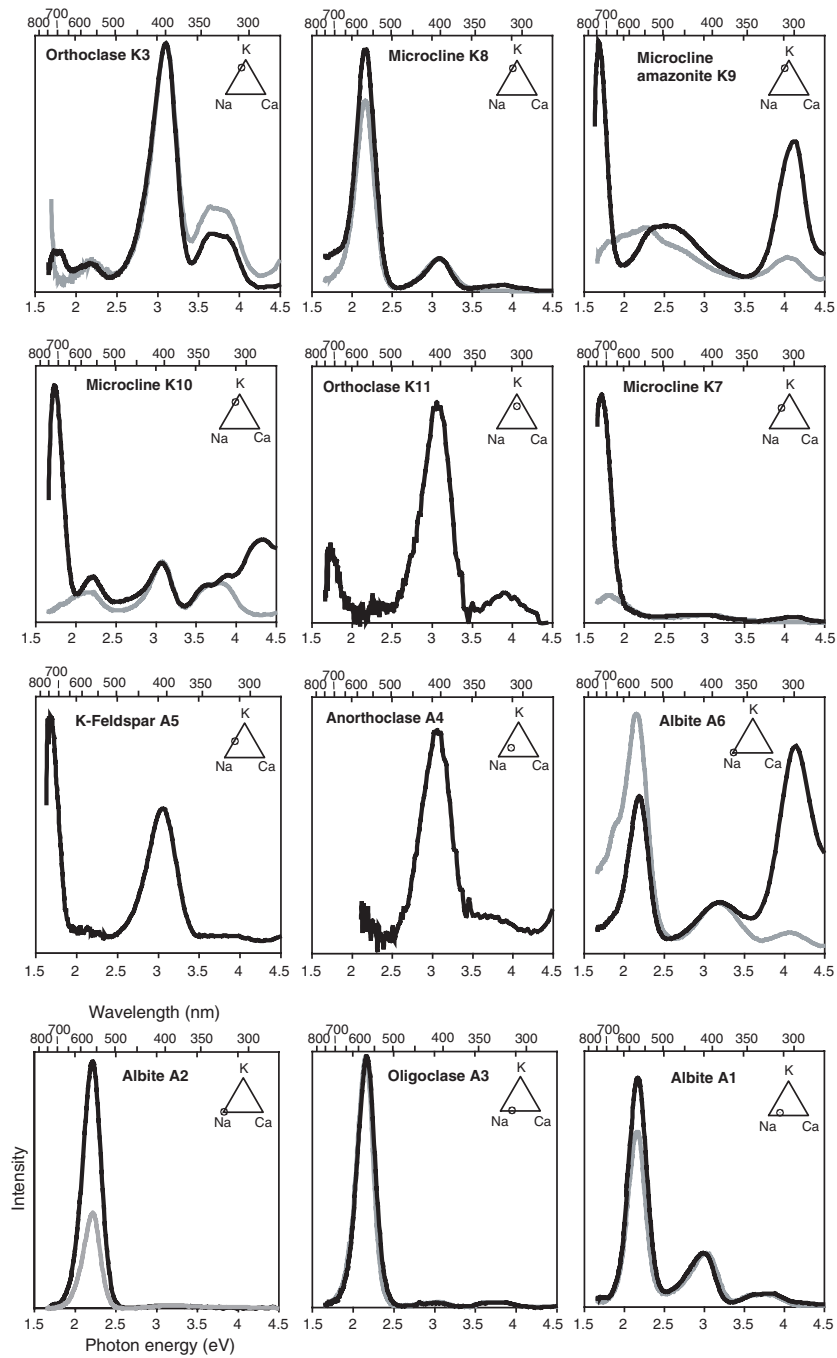 800 700 600 500 400 350 300
800 700 600 500 400 350 300
800 700 600 500 400 350 300
Orthoclase K3
K
Na Ca
Microcline K8
K
Na Ca
Microcline
amazonite K9
K
Na Ca
1.5 2 2.5 3 3.5 4 4.5
1.5 2 2.5 3 3.5 4 4.5
1.5 2 2.5 3 3.5 4 4.5
800 700 600 500 400 350 300
800 700 600 500 400 350 300
800 700 600 500 400 350 300
Microcline K10
K
Na Ca
Orthoclase K11
K
Na Ca
Microcline K7
K
Na Ca
1.5 2 2.5 3 3.5 4 4.5
1.5 2 2.5 3 3.5 4 4.5
1.5 2 2.5 3 3.5 4 4.5
800 700 600 500 400 350 300
800 700 600 500 400 350 300
800 700 600 500 400 350 300
K-Feldspar A5
K
Na Ca
Anorthoclase A4
K
Na Ca
Albite A6
K
Na Ca
1.5 2 2.5 3 3.5 4 4.5
1.5 2 2.5 3 3.5 4 4.5
1.5 2 2.5 3 3.5 4 4.5
Wavelength (nm)
800 700 600 500 400 350 300
800 700 600 500 400 350 300
800 700 600 500 400 350 300
Albite A2
K
Na Ca
Oligoclase A3
K
Na Ca
Albite A1
K
Na Ca
Intensity
1.5 2 2.5 3 3.5 4 4.5
1.5 2 2.5 3 3.5 4 4.5
1.5 2 2.5 3 3.5 4 4.5
Photon energy (eV)